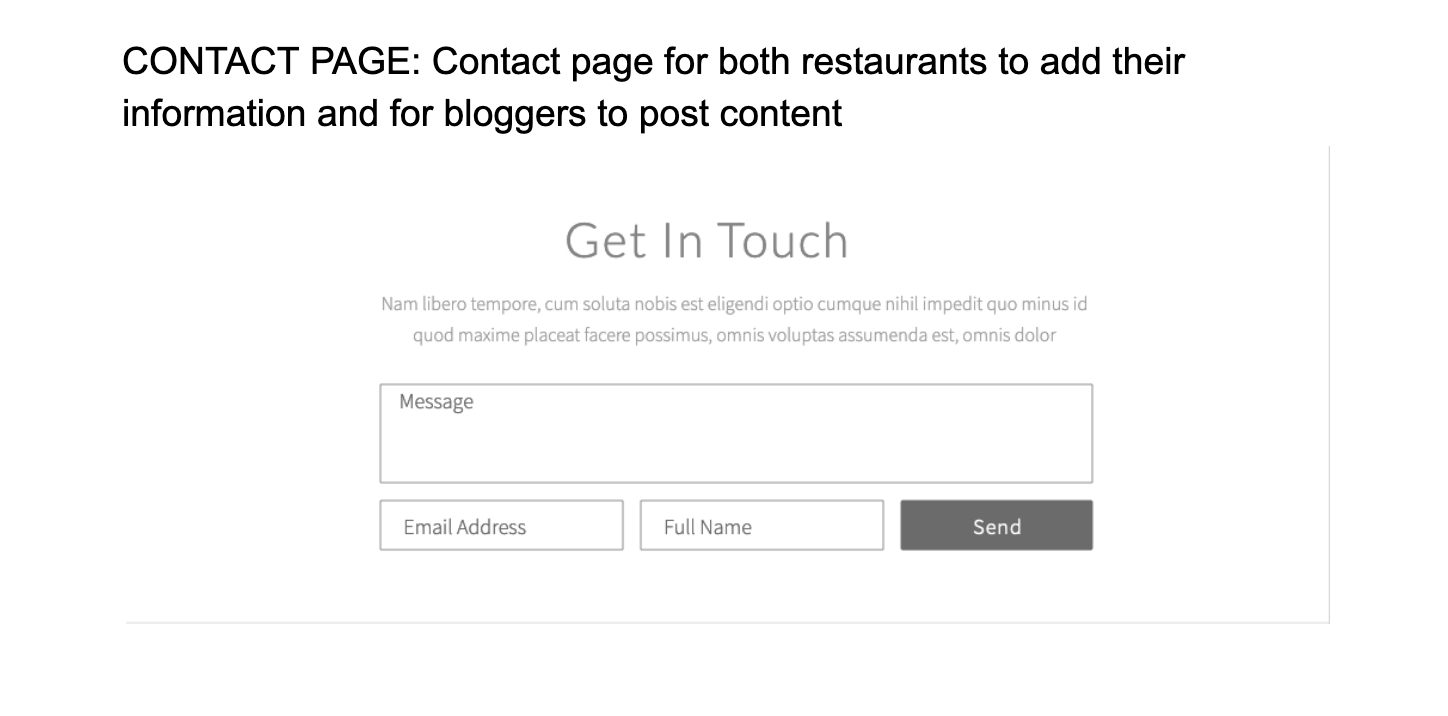 CONTACT PAGE: Contact page for both restaurants to add their
information and for bloggers to post content
Get In Touch
Nam libero tempore, cum soluta nobis est eligendi optio cumque nihil impedit quo minus id
quod maxime placeat facere possimus, omnis voluptas assumenda est, omnis dolor
Message
Email Address
Full Name
Send